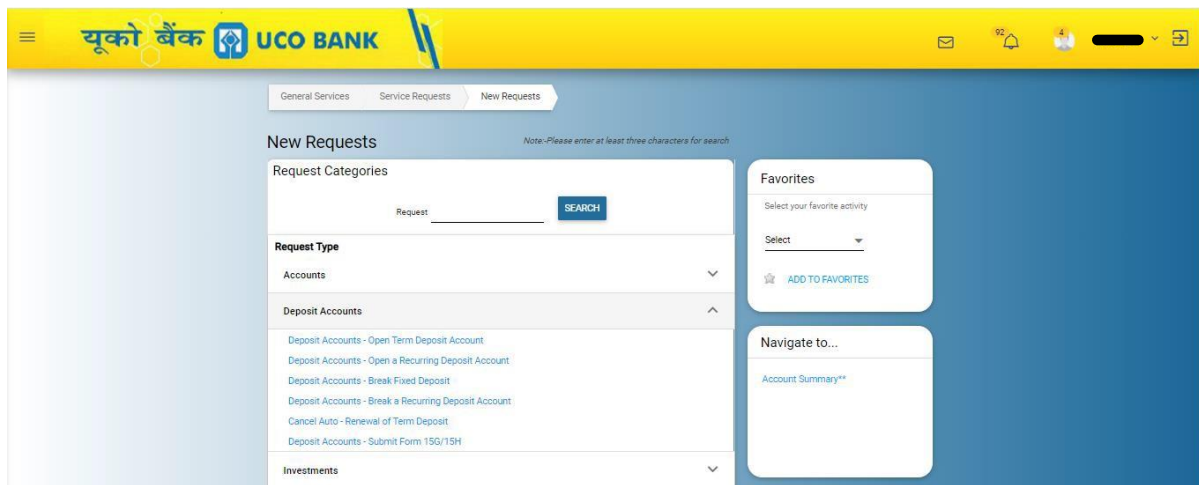 यूको बैंक UCO BANK
92
4
General Services Service Requests New Requests
New Requests
Note:-Please enter at least three characters for search
Request Categories
Request SEARCH
Request Type
Accounts
Deposit Accounts
Deposit Accounts - Open Term Deposit Account
Deposit Accounts - Open a Recurring Deposit Account
Deposit Accounts - Break Fixed Deposit
Deposit Accounts - Break a Recurring Deposit Account
Cancel Auto - Renewal of Term Deposit
Deposit Accounts - Submit Form 15G/15H
Investments
Favorites
Select your favorite activity
Select
ADD TO FAVORITES
Navigate to...
Account Summary**